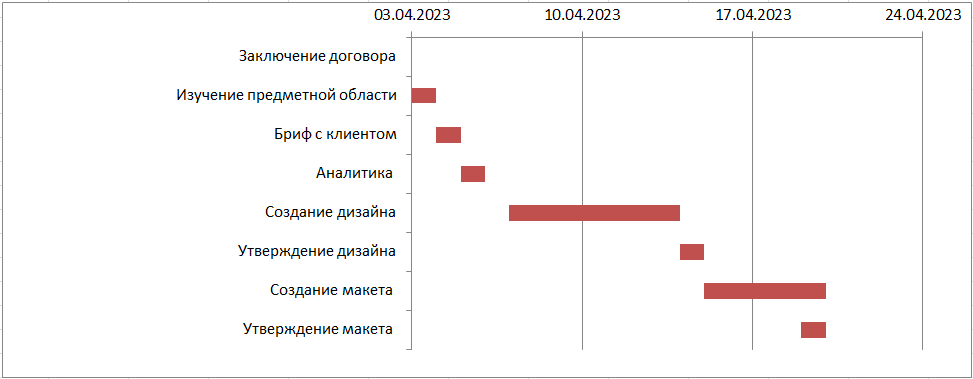 03.04.2023 10.04.2023 17.04.2023 24.04.2023
Заключение договора
Изучение предметной области
Бриф с клиентом
Аналитика
Создание дизайна
Утверждение дизайна
Создание макета
Утверждение макета